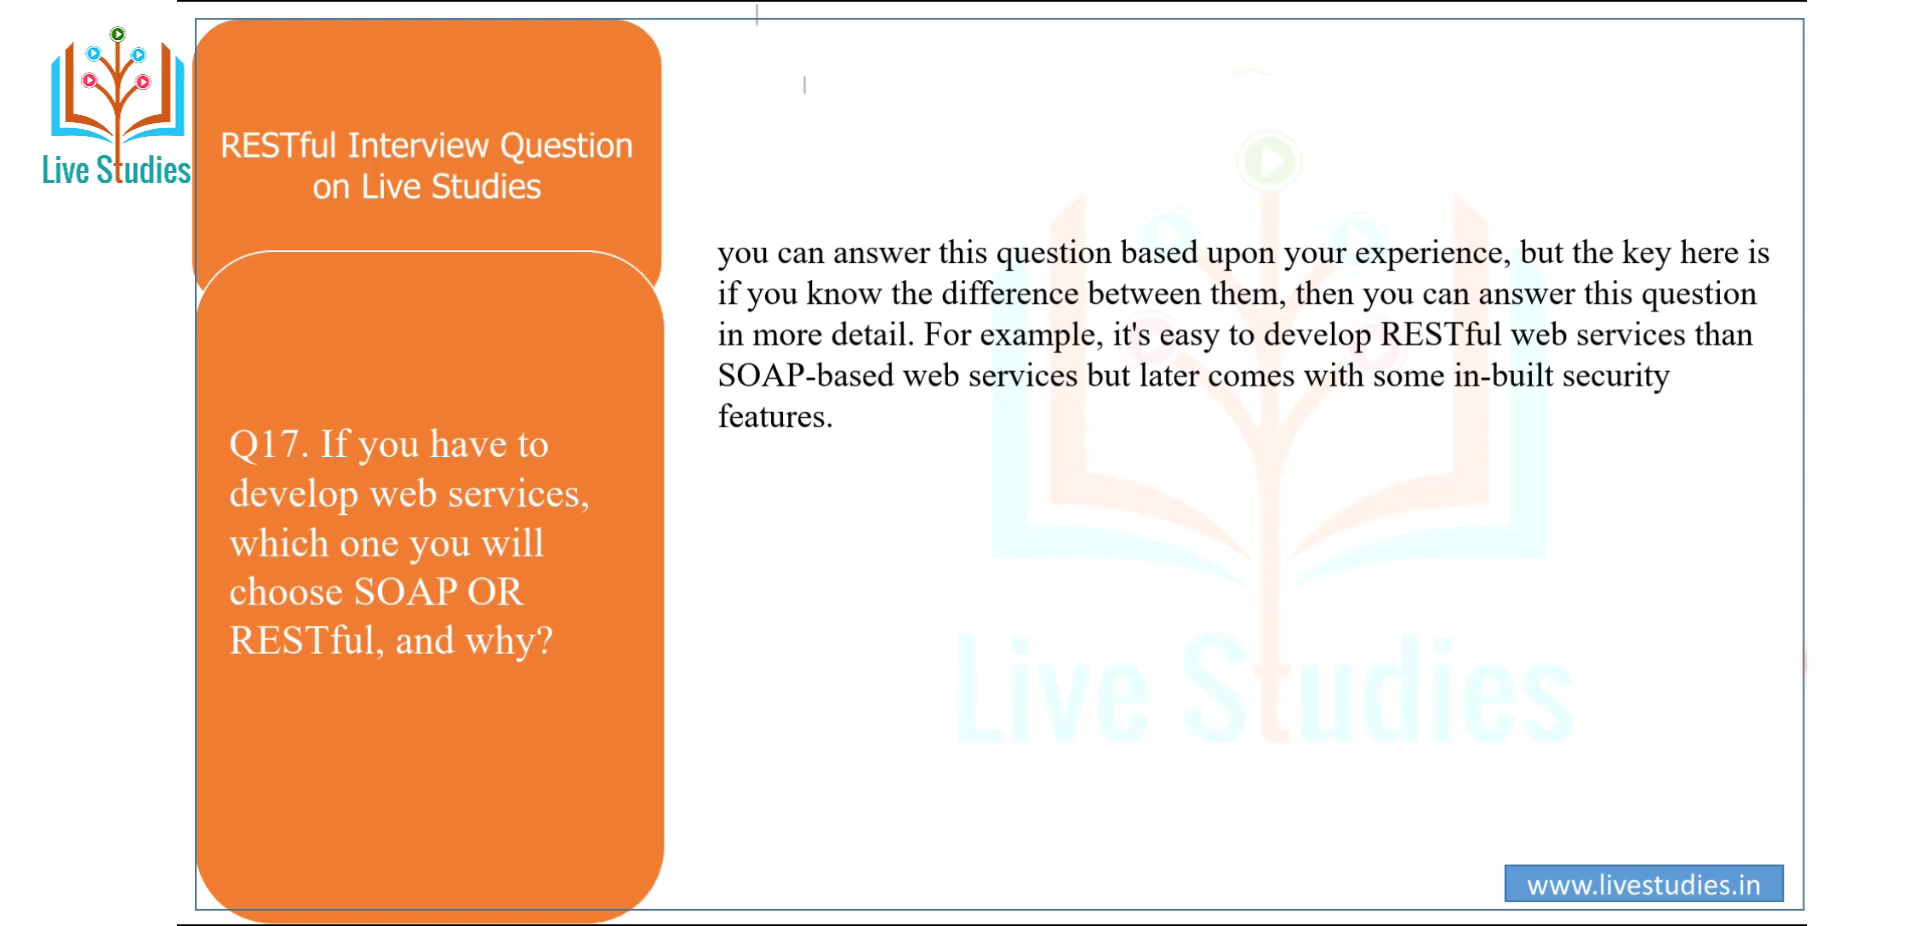 Live Studies
RESTful Interview Question
on Live Studies
Q17. If you have to
develop web services,
which one you will
choose SOAP OR
RESTful, and why?
you can answer this question based upon your experience, but the key here is
if you know the difference between them, then you can answer this question
in more detail. For example, it's easy to develop RESTful web services than
SOAP-based web services but later comes with some in-built security
features.
Live Studies
www.livestudies.in